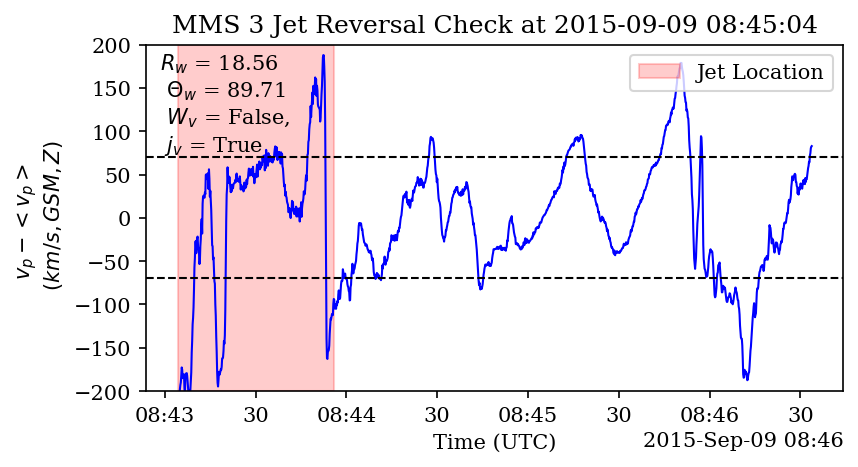 MMS 3 Jet Reversal Check at 2015-09-09 08:45:04
R_w = 18.56
Θ_w = 89.71
W_v = False,
j_v = True,
Jet Location
200
150
100
50
0
−50
−100
−150
−200
v_p − < v_p >
(km/s, GSM, Z)
08:43 30 08:44 30 08:45 30 08:46 30
Time (UTC)
2015-Sep-09 08:46